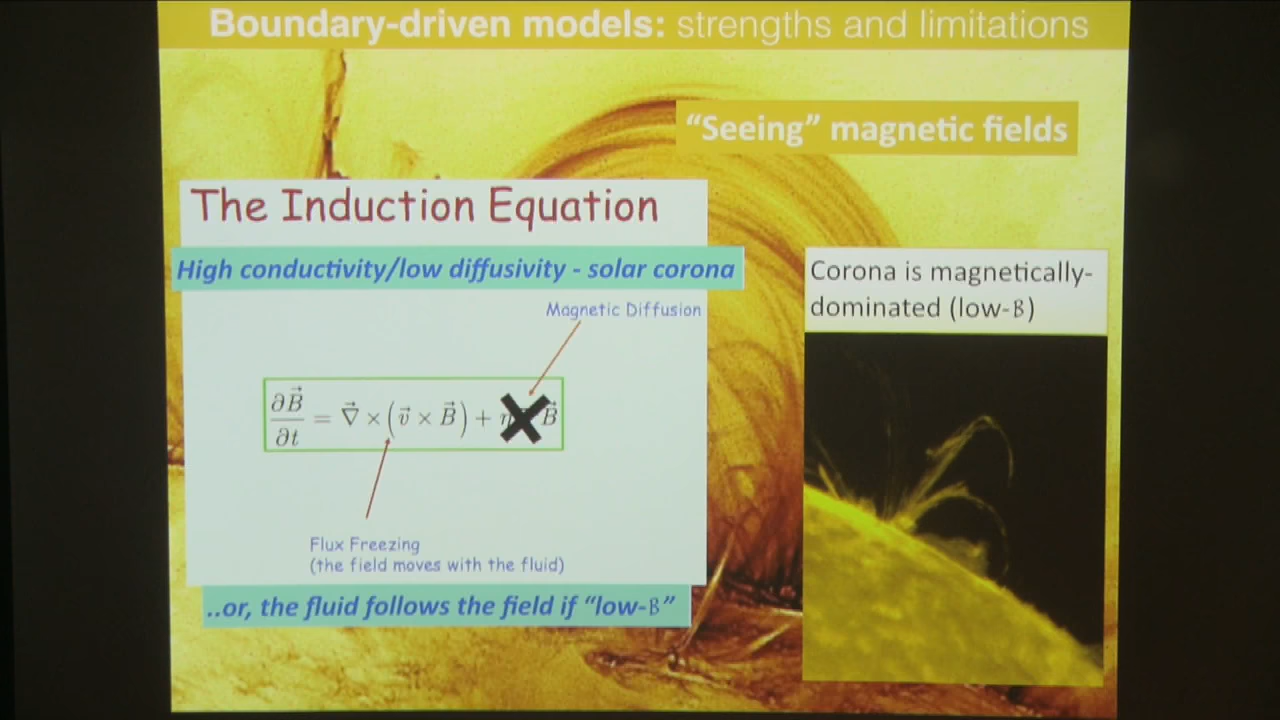 Boundary-driven models: strengths and limitations
“Seeing” magnetic fields
The Induction Equation
High conductivity/low diffusivity - solar corona
Magnetic Diffusion
∂B⃗/∂t = ∇⃗ × (v⃗ × B⃗) + η B⃗
Flux Freezing
(the field moves with the fluid)
..or, the fluid follows the field if “low-β”
Corona is magnetically-
dominated (low-β)